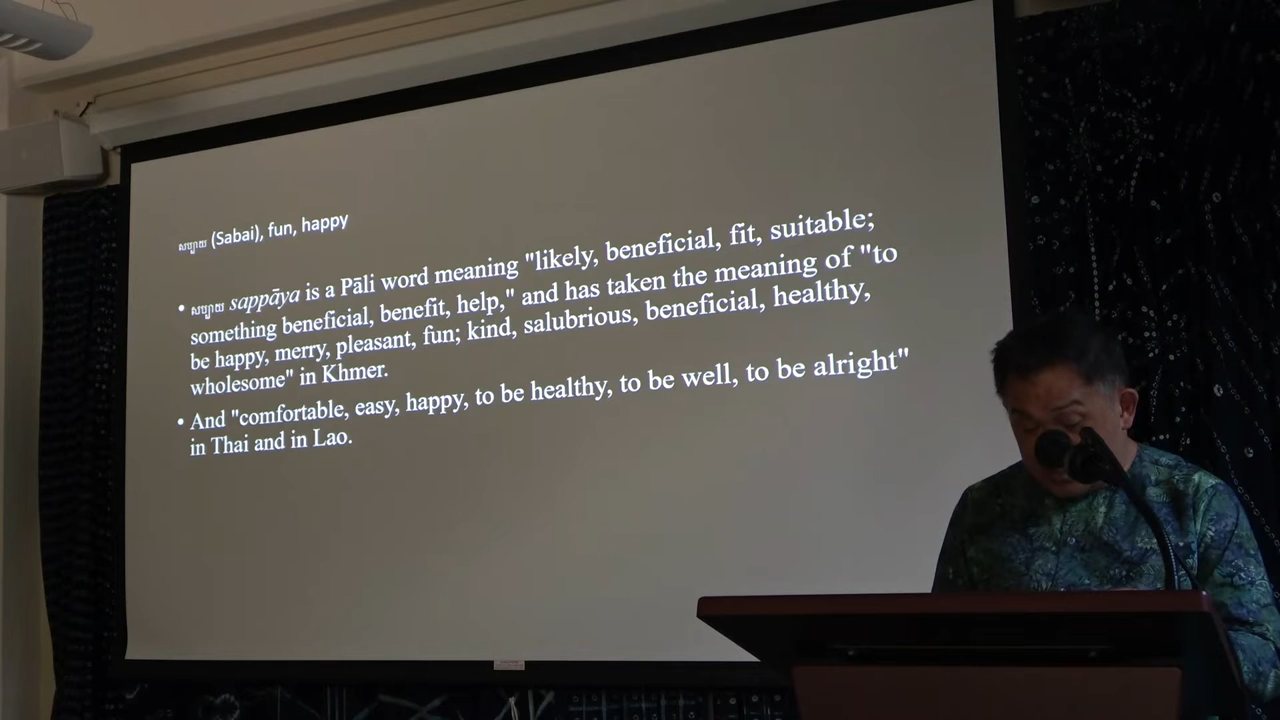 សប្បាយ (Sabai), fun, happy
• សប្បាយ sappāya is a Pāli word meaning "likely, beneficial, fit, suitable;
something beneficial, benefit, help," and has taken the meaning of "to
be happy, merry, pleasant, fun; kind, salubrious, beneficial, healthy,
wholesome" in Khmer.
• And "comfortable, easy, happy, to be healthy, to be well, to be alright"
in Thai and in Lao.